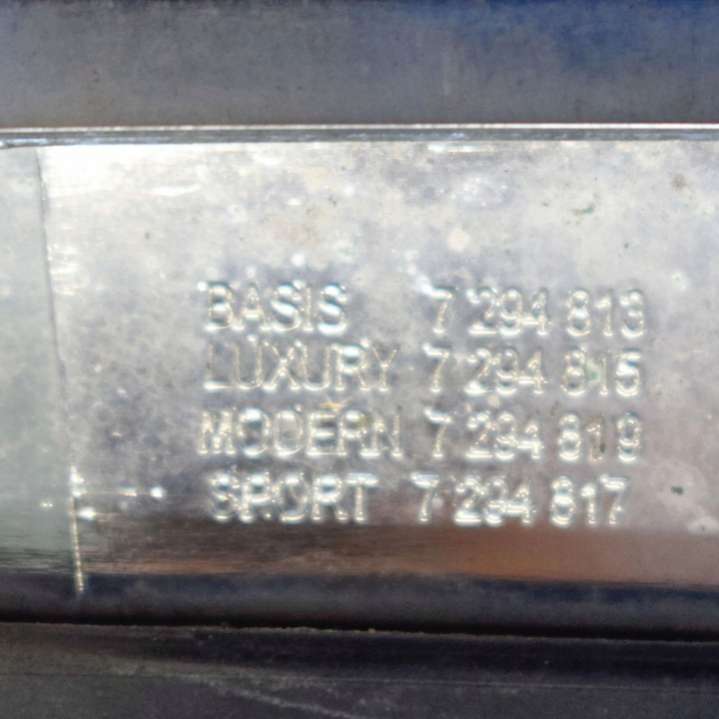 BASIS 7 294 813
LUXURY 7 294 815
MODERN 7 294 819
SPORT 7 294 817